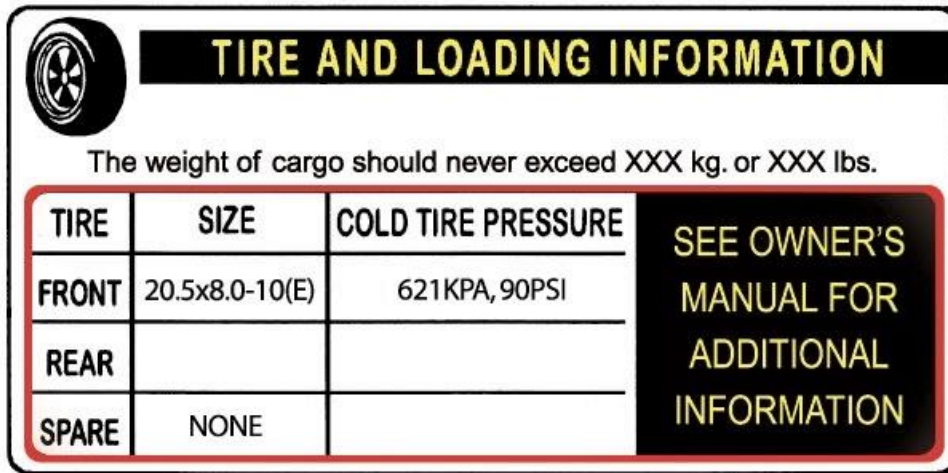 TIRE AND LOADING INFORMATION
The weight of cargo should never exceed XXX kg. or XXX lbs.
TIRE SIZE COLD TIRE PRESSURE
FRONT 20.5x8.0-10(E) 621KPA, 90PSI
REAR
SPARE NONE
SEE OWNER'S
MANUAL FOR
ADDITIONAL
INFORMATION